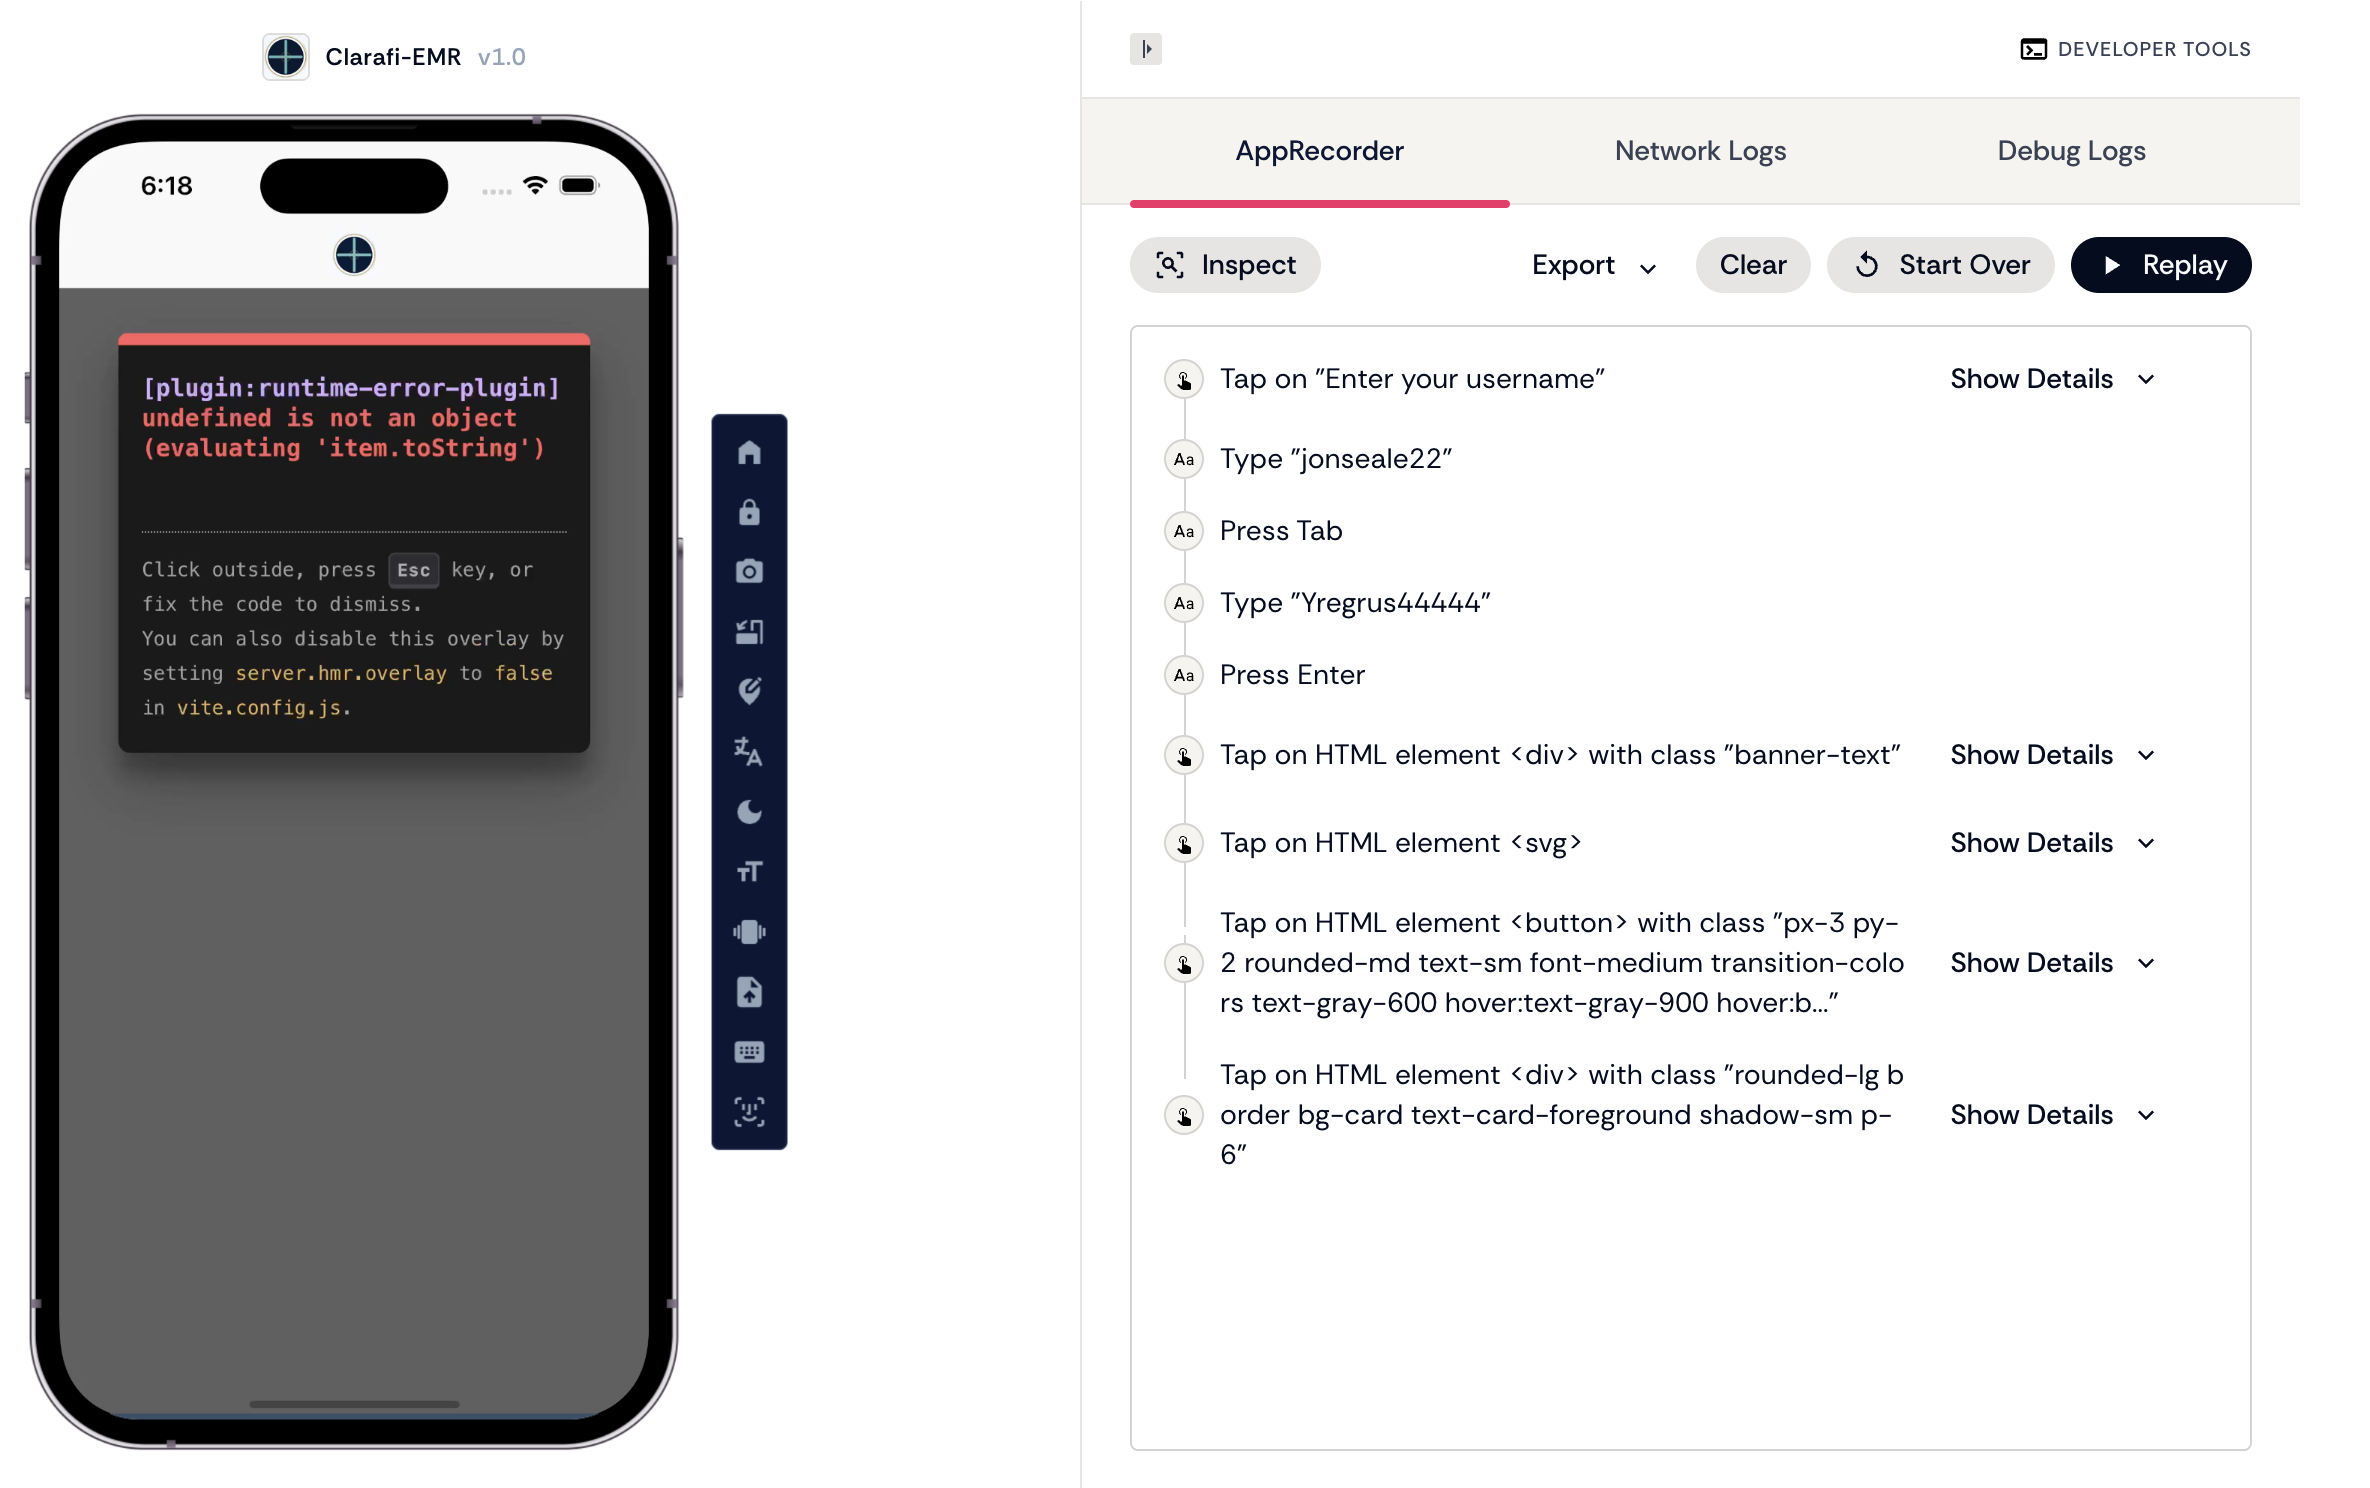 Clarafi-EMR v1.0
6:18
[plugin:runtime-error-plugin]
undefined is not an object
(evaluating 'item.toString')
Click outside, press Esc key, or
fix the code to dismiss.
You can also disable this overlay by
setting server.hmr.overlay to false
in vite.config.js.
DEVELOPER TOOLS
AppRecorder
Network Logs
Debug Logs
Inspect
Export
Clear
Start Over
Replay
Tap on "Enter your username"
Show Details
Aa
Type "jonseale22"
Aa
Press Tab
Aa
Type "Yregrus44444"
Aa
Press Enter
Tap on HTML element <div> with class "banner-text"
Show Details
Tap on HTML element <svg>
Show Details
Tap on HTML element <button> with class "px-3 py-
2 rounded-md text-sm font-medium transition-colo
rs text-gray-600 hover:text-gray-900 hover:b..."
Show Details
Tap on HTML element <div> with class "rounded-lg b
order bg-card text-card-foreground shadow-sm p-
6"
Show Details